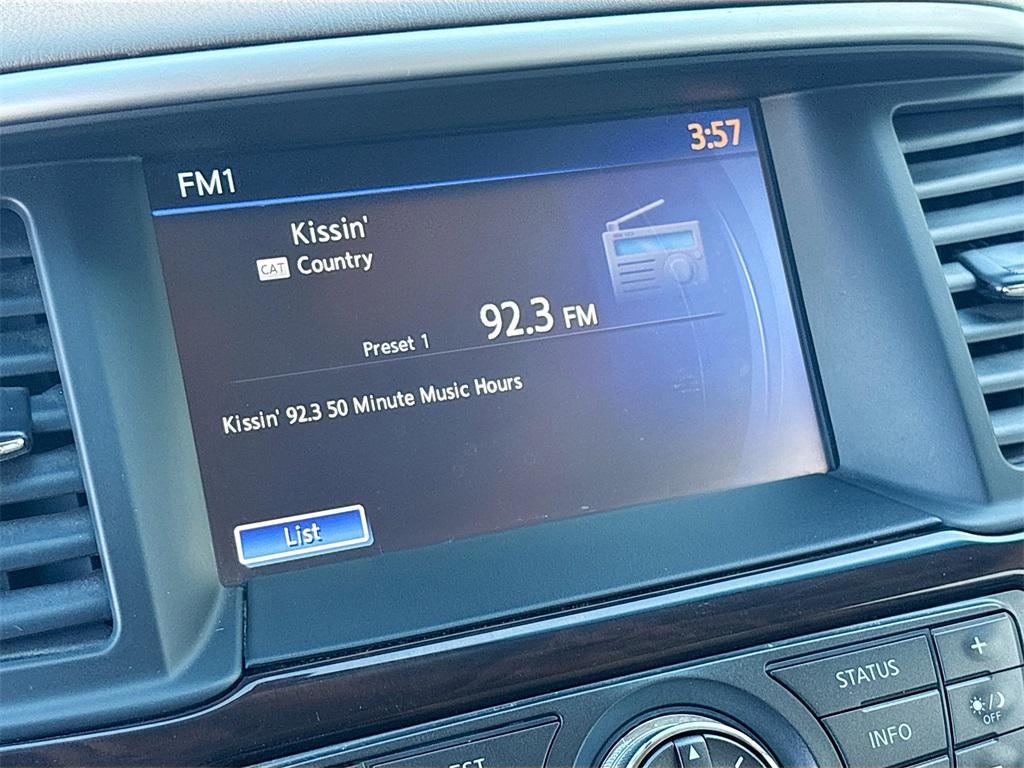 FM1
3:57
Kissin'
CAT Country
Preset 1
92.3 FM
Kissin' 92.3 50 Minute Music Hours
List
STATUS
+
INFO
OFF